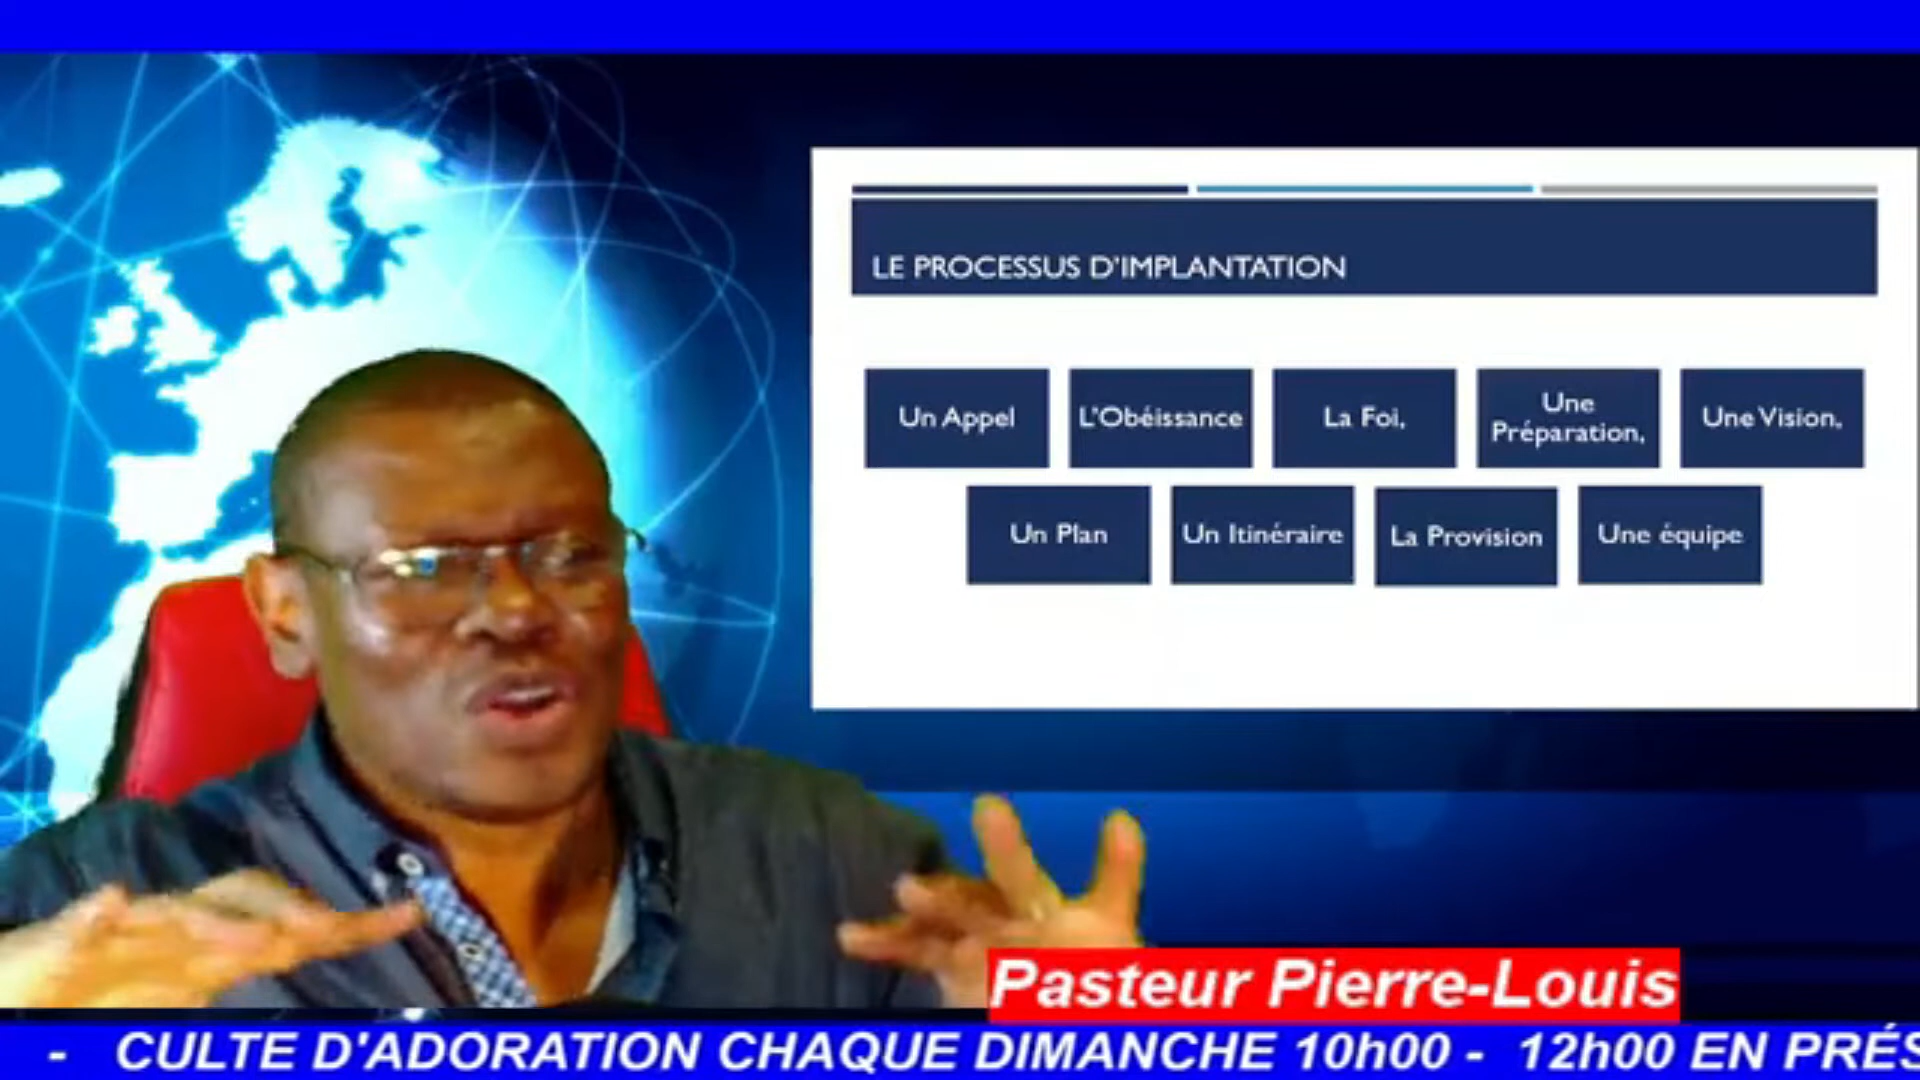 LE PROCESSUS D'IMPLANTATION
Un Appel
L'Obéissance
La Foi,
Une
Préparation,
Une Vision,
Un Plan
Un Itinéraire
La Provision
Une équipe
Pasteur Pierre-Louis
- CULTE D'ADORATION CHAQUE DIMANCHE 10h00 - 12h00 EN PRÉS